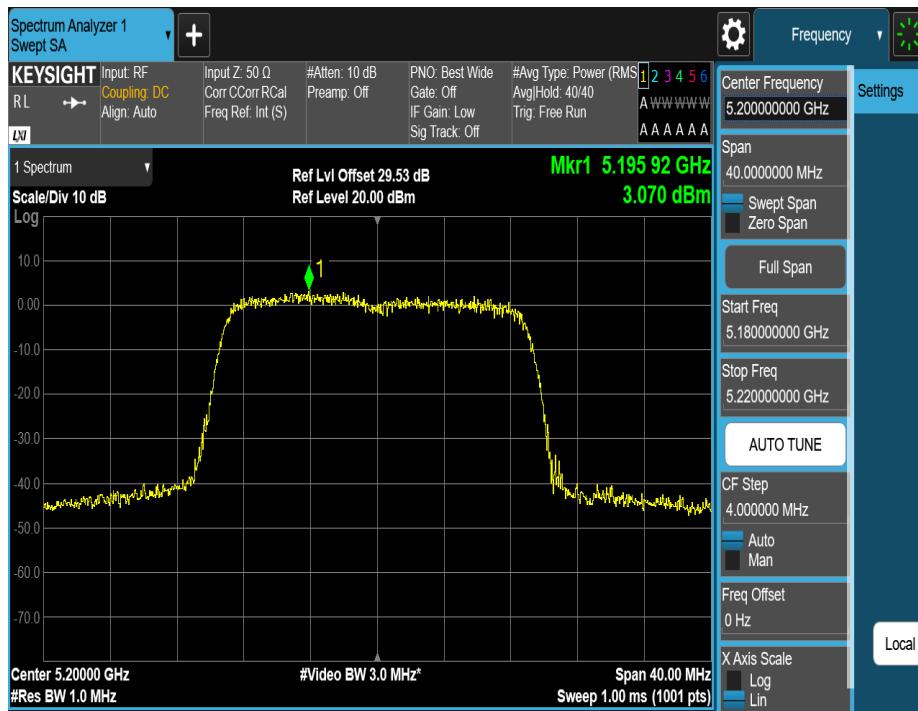 Spectrum Analyzer 1
Swept SA
Frequency
KEYSIGHT
RL
LXI
Input: RF
Coupling: DC
Align: Auto
Input Z: 50 Ω
Corr CCorr RCal
Freq Ref: Int (S)
#Atten: 10 dB
Preamp: Off
PNO: Best Wide
Gate: Off
IF Gain: Low
Sig Track: Off
#Avg Type: Power (RMS
Avg|Hold: 40/40
Trig: Free Run
1 2 3 4 5 6
A W W W W W
A A A A A A
Center Frequency
5.200000000 GHz
Settings
1 Spectrum
Scale/Div 10 dB
Log
Ref Lvl Offset 29.53 dB
Ref Level 20.00 dBm
Mkr1 5.195 92 GHz
3.070 dBm
Span
40.0000000 MHz
Swept Span
Zero Span
Full Span
Start Freq
5.180000000 GHz
Stop Freq
5.220000000 GHz
AUTO TUNE
CF Step
4.000000 MHz
Auto
Man
Freq Offset
0 Hz
X Axis Scale
Log
Lin
Local
1
10.0
0.00
-10.0
-20.0
-30.0
-40.0
-50.0
-60.0
-70.0
Center 5.20000 GHz
#Res BW 1.0 MHz
#Video BW 3.0 MHz*
Span 40.00 MHz
Sweep 1.00 ms (1001 pts)